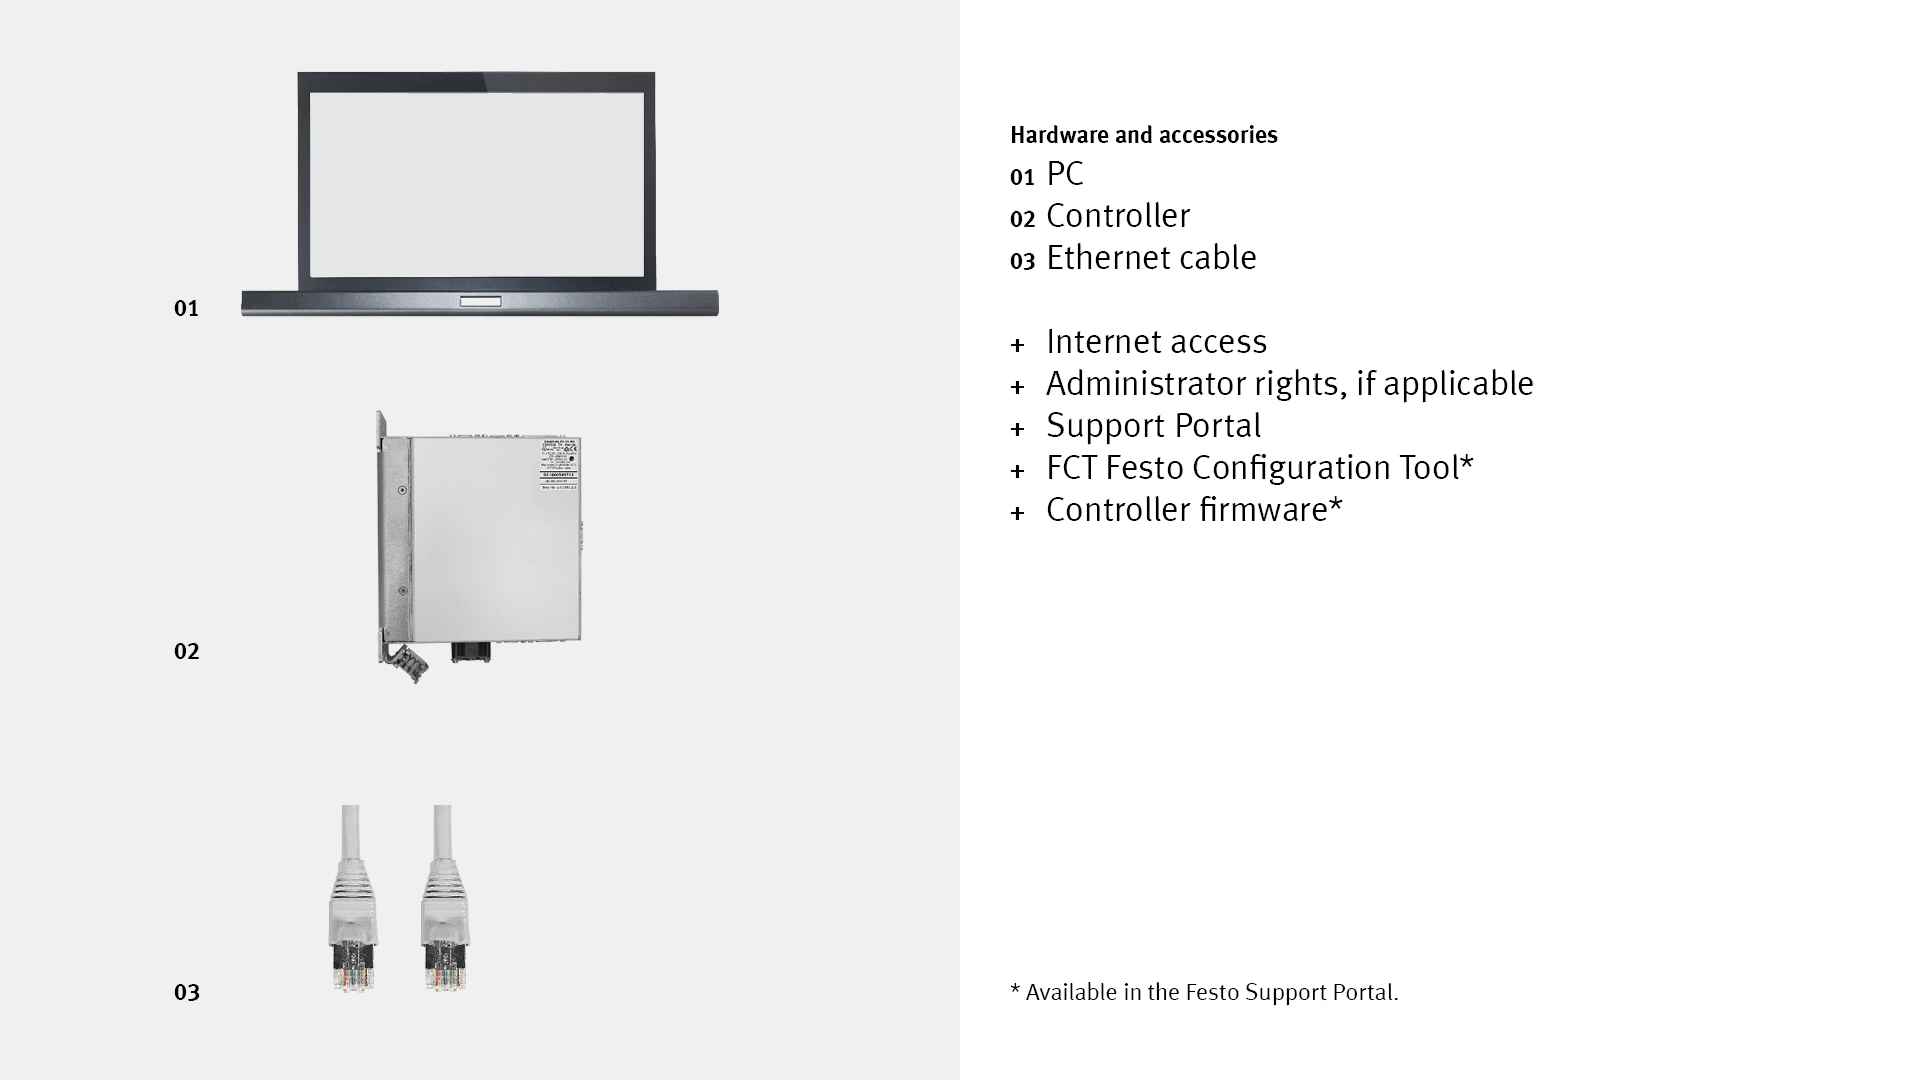 01
02
03
Hardware and accessories
01 PC
02 Controller
03 Ethernet cable
+ Internet access
+ Administrator rights, if applicable
+ Support Portal
+ FCT Festo Configuration Tool*
+ Controller firmware*
* Available in the Festo Support Portal.